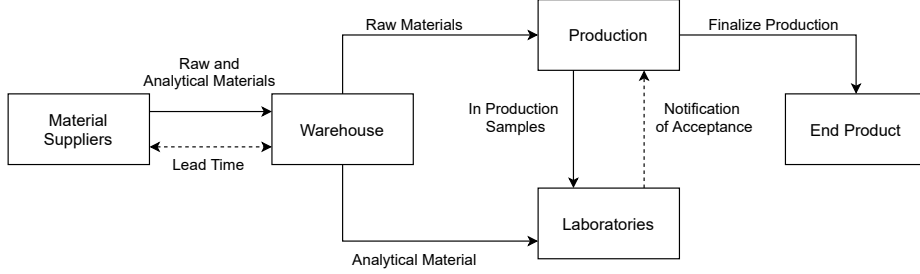 Raw Materials
Production
Finalize Production
Raw and
Analytical Materials
Material
Suppliers
Warehouse
Lead Time
In Production
Samples
Notification
of Acceptance
End Product
Laboratories
Analytical Material